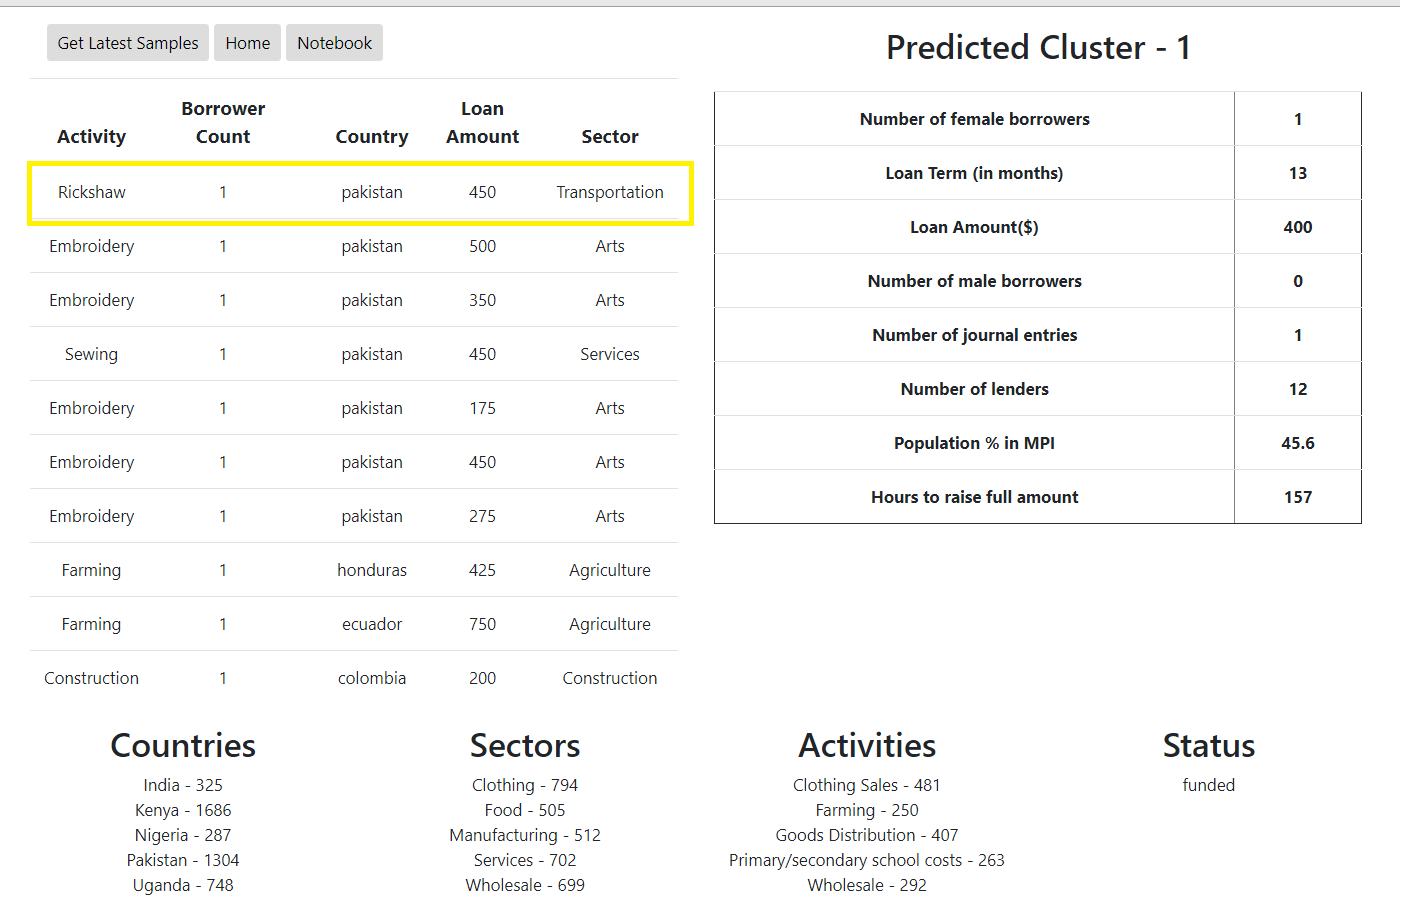 Get Latest Samples Home Notebook
Activity Borrower Count Country Loan Amount Sector
Rickshaw 1 pakistan 450 Transportation
Embroidery 1 pakistan 500 Arts
Embroidery 1 pakistan 350 Arts
Sewing 1 pakistan 450 Services
Embroidery 1 pakistan 175 Arts
Embroidery 1 pakistan 450 Arts
Embroidery 1 pakistan 275 Arts
Farming 1 honduras 425 Agriculture
Farming 1 ecuador 750 Agriculture
Construction 1 colombia 200 Construction
Predicted Cluster - 1
Number of female borrowers 1
Loan Term (in months) 13
Loan Amount($) 400
Number of male borrowers 0
Number of journal entries 1
Number of lenders 12
Population % in MPI 45.6
Hours to raise full amount 157
Countries
India - 325
Kenya - 1686
Nigeria - 287
Pakistan - 1304
Uganda - 748
Sectors
Clothing - 794
Food - 505
Manufacturing - 512
Services - 702
Wholesale - 699
Activities
Clothing Sales - 481
Farming - 250
Goods Distribution - 407
Primary/secondary school costs - 263
Wholesale - 292
Status
funded